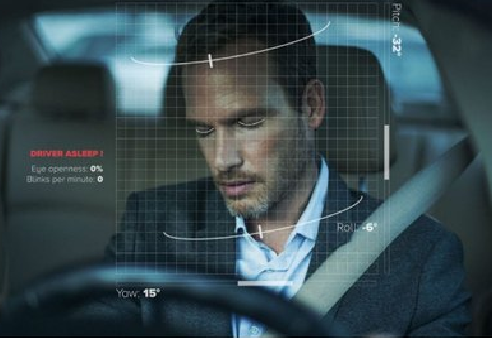 Pitch: -32°
DRIVER ASLEEP!
Eye openness: 0%
Blinks per minute: 0
Roll: -6°
Yaw: 15°